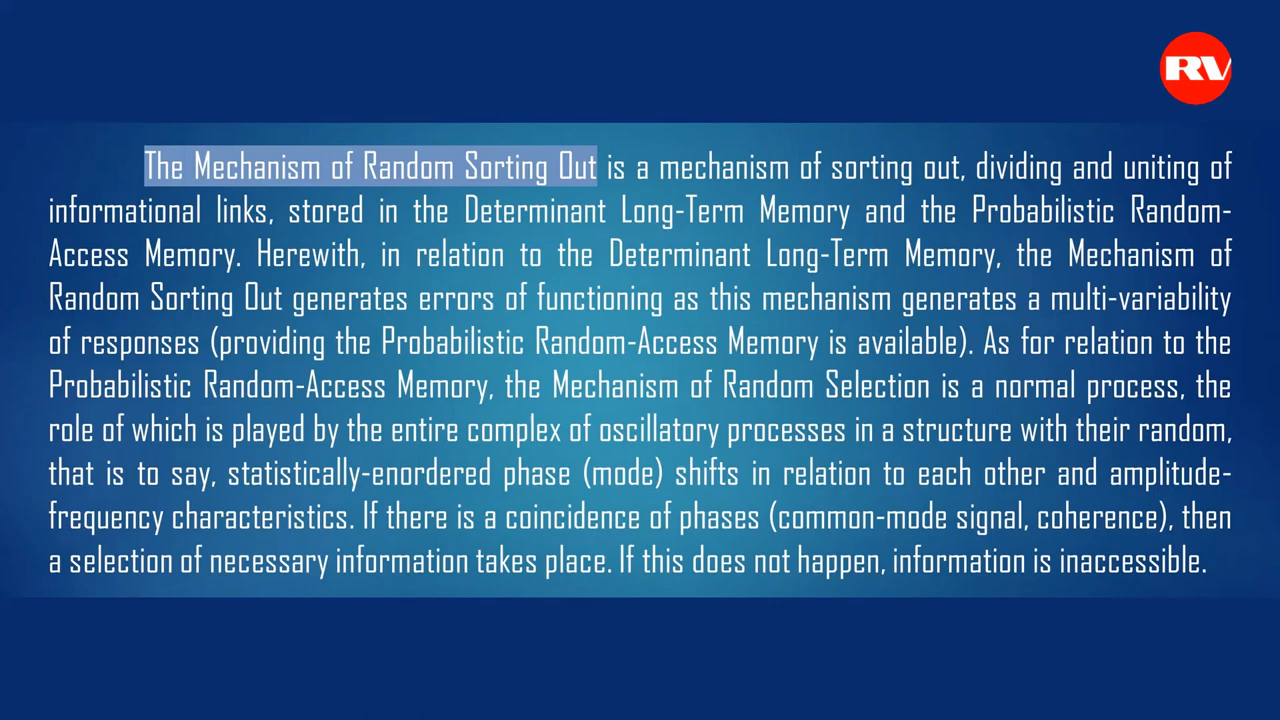 RV
The Mechanism of Random Sorting Out is a mechanism of sorting out, dividing and uniting of
informational links, stored in the Determinant Long-Term Memory and the Probabilistic Random-
Access Memory. Herewith, in relation to the Determinant Long-Term Memory, the Mechanism of
Random Sorting Out generates errors of functioning as this mechanism generates a multi-variability
of responses (providing the Probabilistic Random-Access Memory is available). As for relation to the
Probabilistic Random-Access Memory, the Mechanism of Random Selection is a normal process, the
role of which is played by the entire complex of oscillatory processes in a structure with their random,
that is to say, statistically-enordered phase (mode) shifts in relation to each other and amplitude-
frequency characteristics. If there is a coincidence of phases (common-mode signal, coherence), then
a selection of necessary information takes place. If this does not happen, information is inaccessible.